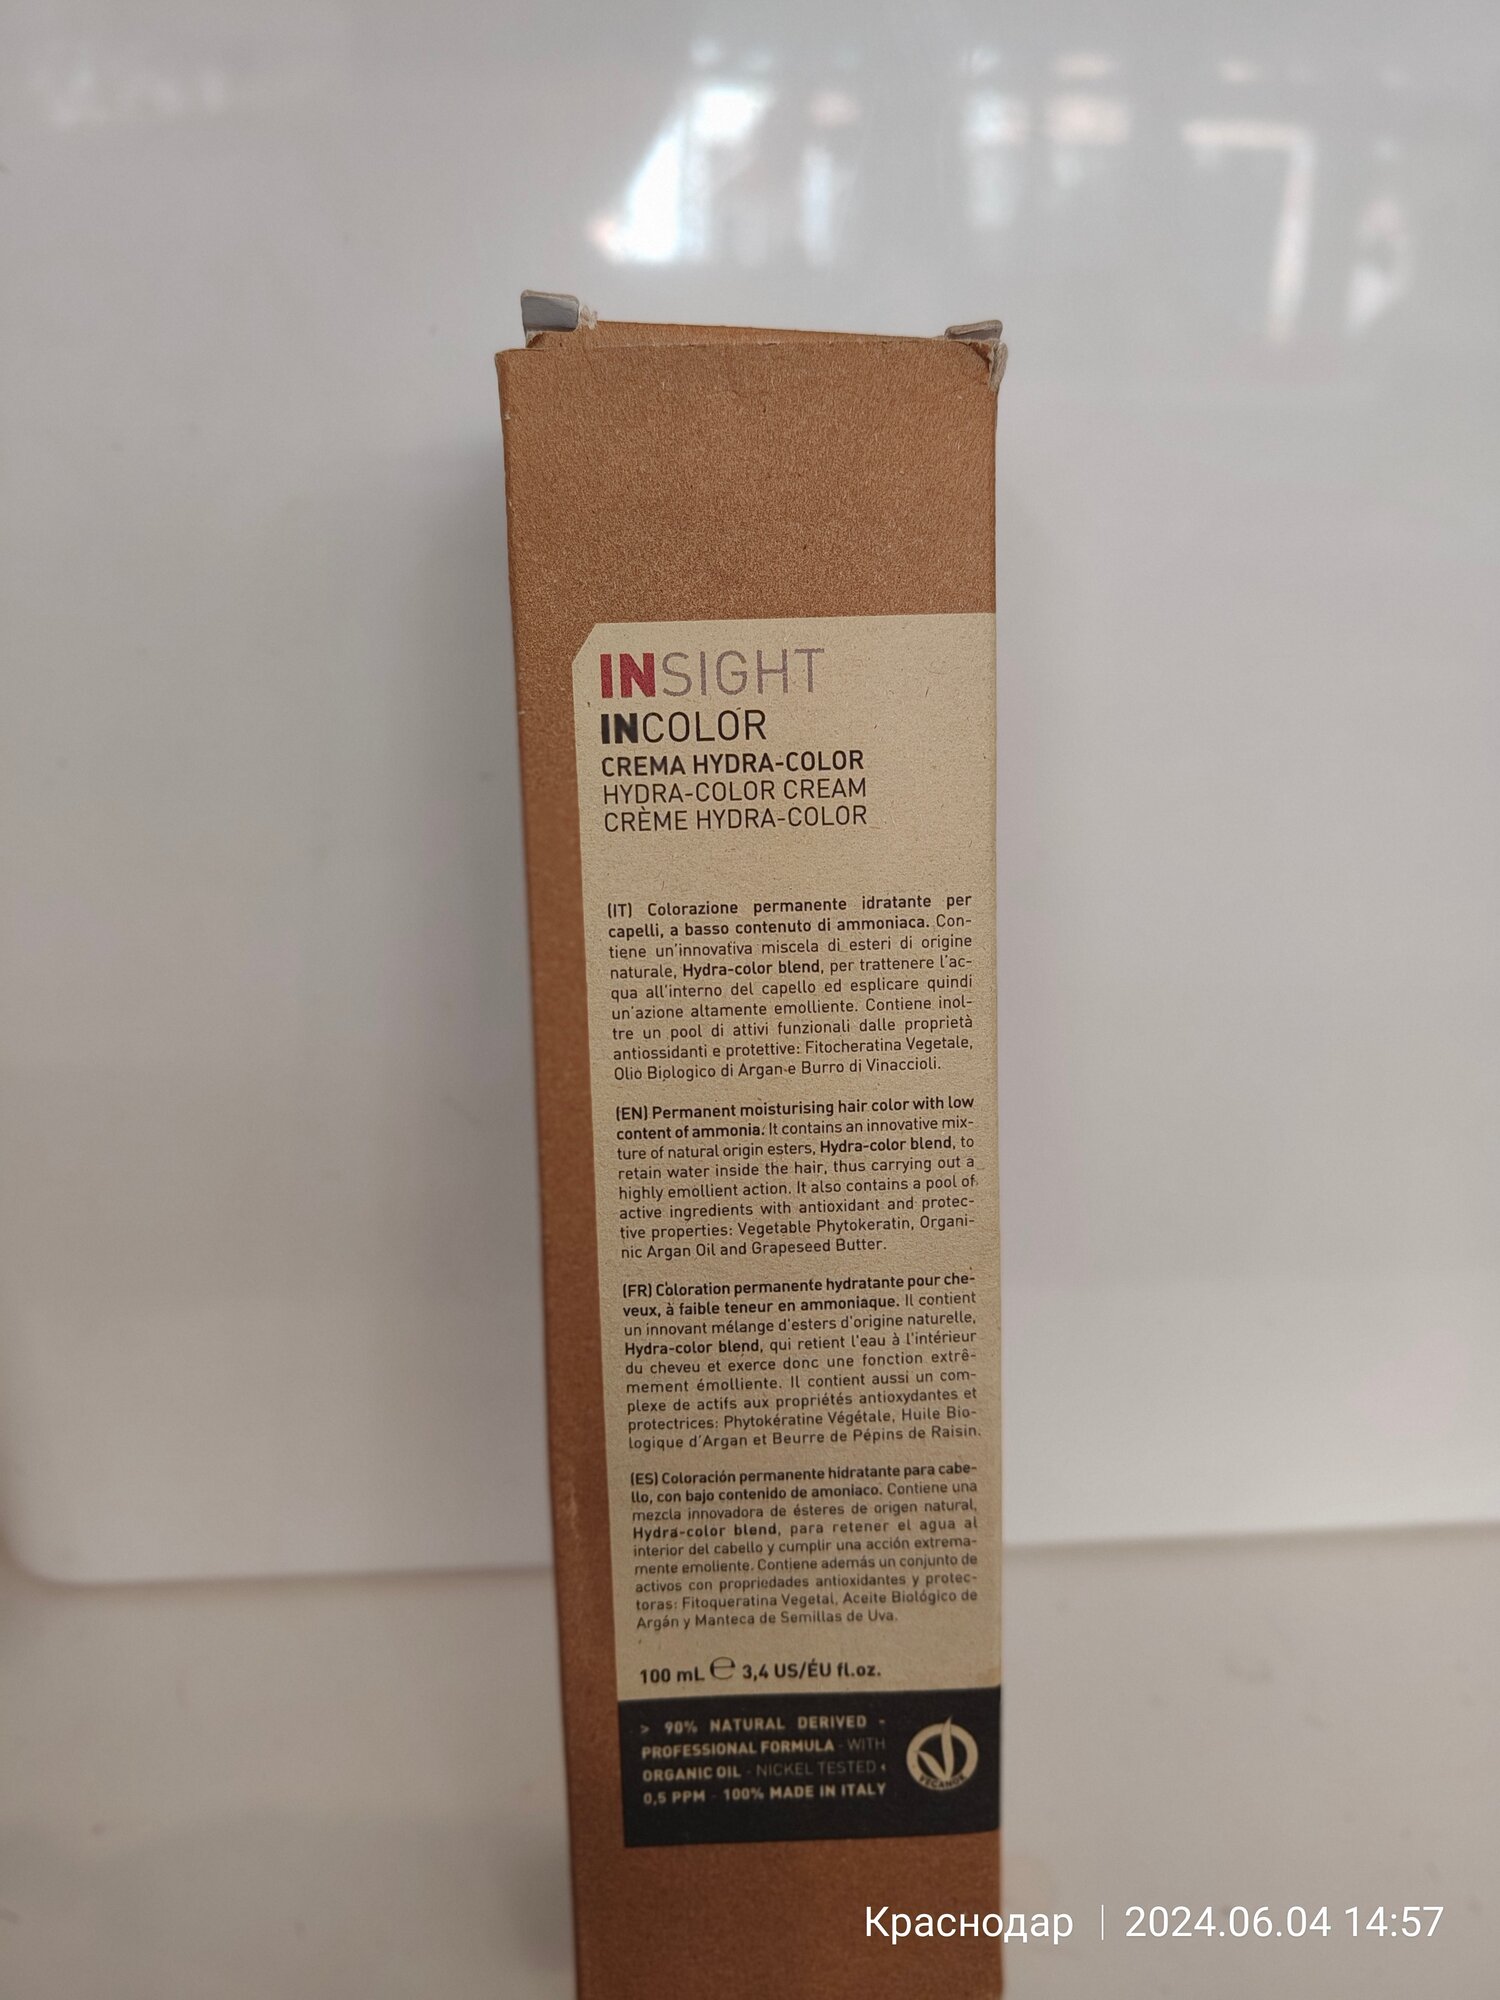 INSIGHT
INCOLOR
CREMA HYDRA-COLOR
HYDRA-COLOR CREAM
CRÈME HYDRA-COLOR
(IT) Colorazione permanente idratante per
capelli, a basso contenuto di ammoniaca. Con-
tiene un'innovativa miscela di esteri di origine
naturale, Hydra-color blend, per trattenere l'ac-
qua all'interno del capello ed esplicare quindi
un'azione altamente emolliente. Contiene inol-
tre un pool di attivi funzionali dalle proprietà
antiossidanti e protettive: Fitocheratina Vegetale,
Olio Biologico di Argan e Burro di Vinaccioli.
(EN) Permanent moisturising hair color with low
content of ammonia. It contains an innovative mix-
ture of natural origin esters, Hydra-color blend, to
retain water inside the hair, thus carrying out a
highly emollient action. It also contains a pool of
active ingredients with antioxidant and protec-
tive properties: Vegetable Phytokeratin, Organi-
nic Argan Oil and Grapeseed Butter.
(FR) Coloration permanente hydratante pour che-
veux, à faible teneur en ammoniaque. Il contient
un innovant mélange d'esters d'origine naturelle,
Hydra-color blend, qui retient l'eau à l'intérieur
du cheveu et exerce donc une fonction extrê-
mement émolliente. Il contient aussi un com-
plexe de actifs aux propriétés antioxydantes et
protectrices: Phytokératine Végétale, Huile Bio-
logique d'Argan et Beurre de Pépins de Raisin.
(ES) Coloración permanente hidratante para cabe-
llo, con bajo contenido de amoniaco. Contiene una
mezcla innovadora de ésteres de origen natural,
Hydra-color blend, para retener el agua al
interior del cabello y cumplir una acción extrema-
mente emoliente. Contiene además un conjunto de
activos con propriedades antioxidantes y protec-
toras: Fitoqueratina Vegetal, Aceite Biológico de
Argán y Manteca de Semillas de Uva.
100 mL ℮ 3,4 US/ÉU fl.oz.
> 90% NATURAL DERIVED -
PROFESSIONAL FORMULA - WITH
ORGANIC OIL - NICKEL TESTED ‹
0,5 PPM - 100% MADE IN ITALY
VEGANOK
Краснодар | 2024.06.04 14:57